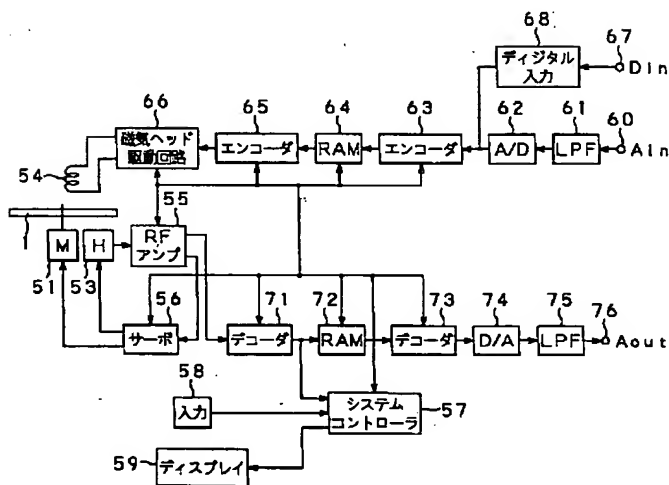 68
67
ディジタル
入力
Din
66
65
64
63
62
61
60
磁気ヘッド
駆動回路
エンコーダ
RAM
エンコーダ
A/D
LPF
Ain
54
55
1
M
H
RF
アンプ
51
53
56
71
72
73
74
75
76
サーボ
デコーダ
RAM
デコーダ
D/A
LPF
Aout
58
入力
システム
コントローラ
57
59
ディスプレイ